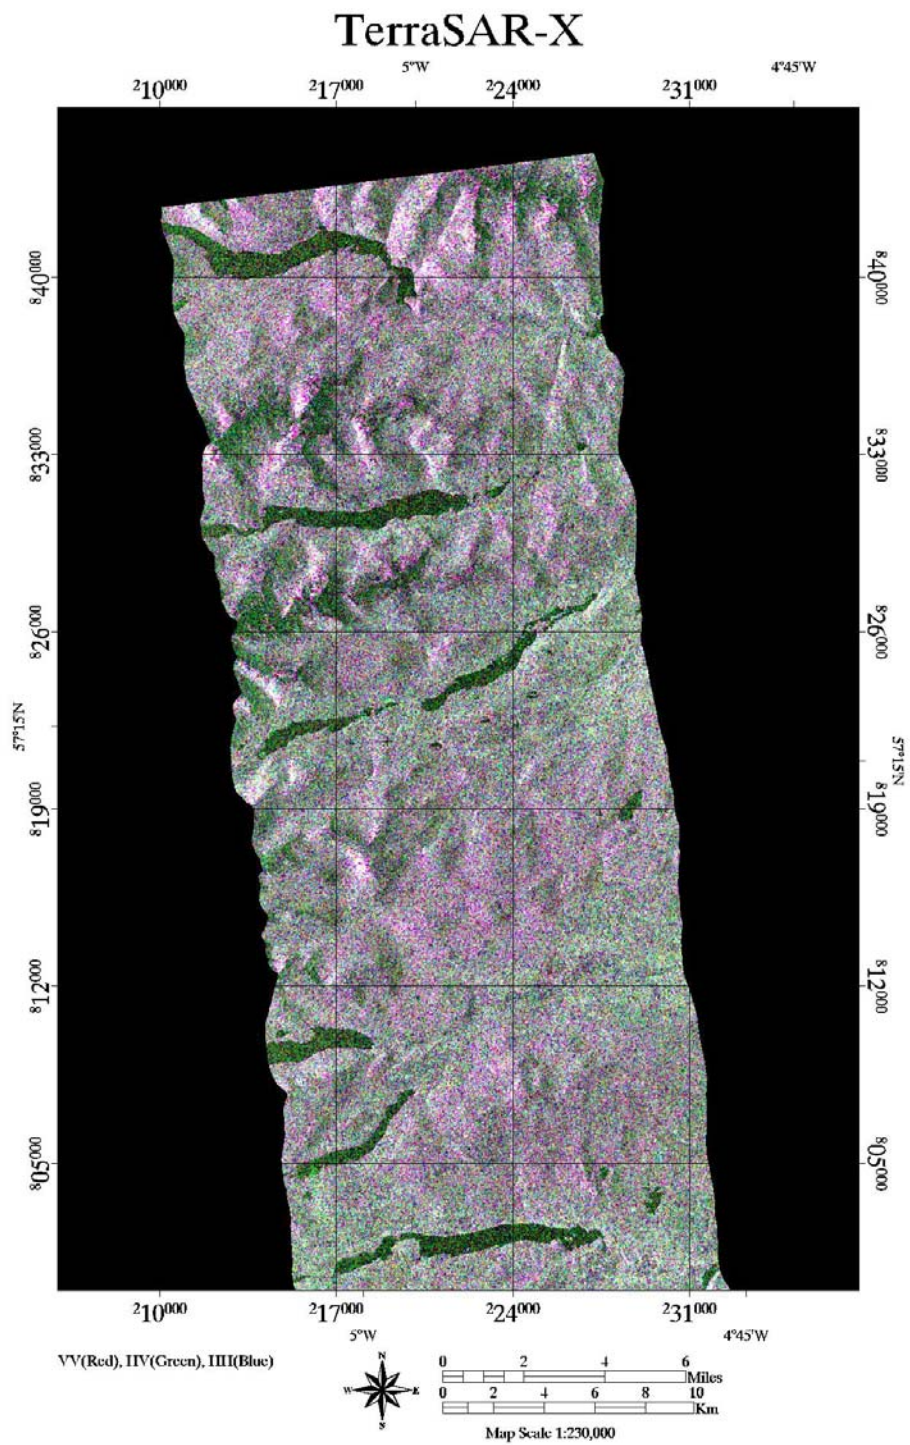 TerraSAR-X
5°W 4°45'W
210000 217000 224000 231000
840000 840000
833000 833000
826000 826000
57°15'N 57°15'N
819000 819000
812000 812000
805000 805000
210000 217000 224000 231000
5°W 4°45'W
VV(Red), HV(Green), HH(Blue)
N
W E
S
0 2 4 6
Miles
0 2 4 6 8 10
Km
Map Scale 1:230,000